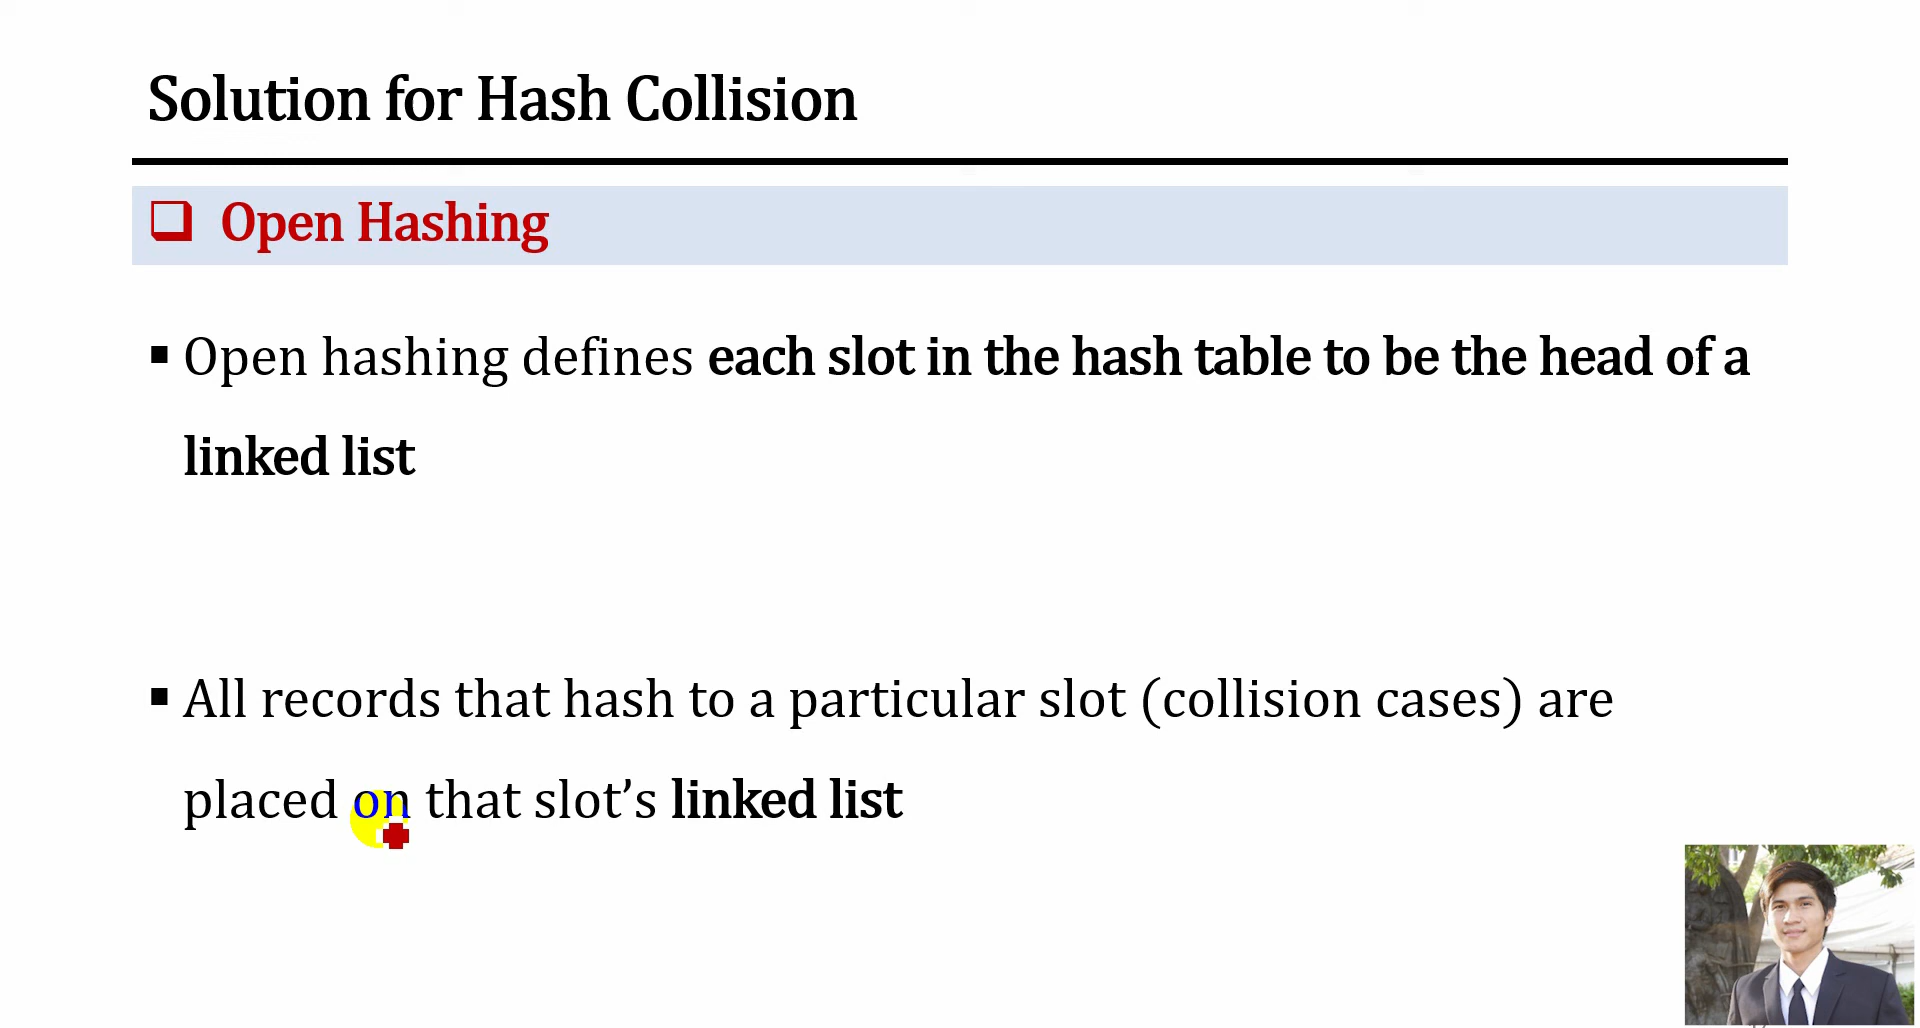 Solution for Hash Collision
❑ Open Hashing
▪ Open hashing defines each slot in the hash table to be the head of a
linked list
▪ All records that hash to a particular slot (collision cases) are
placed on that slot’s linked list